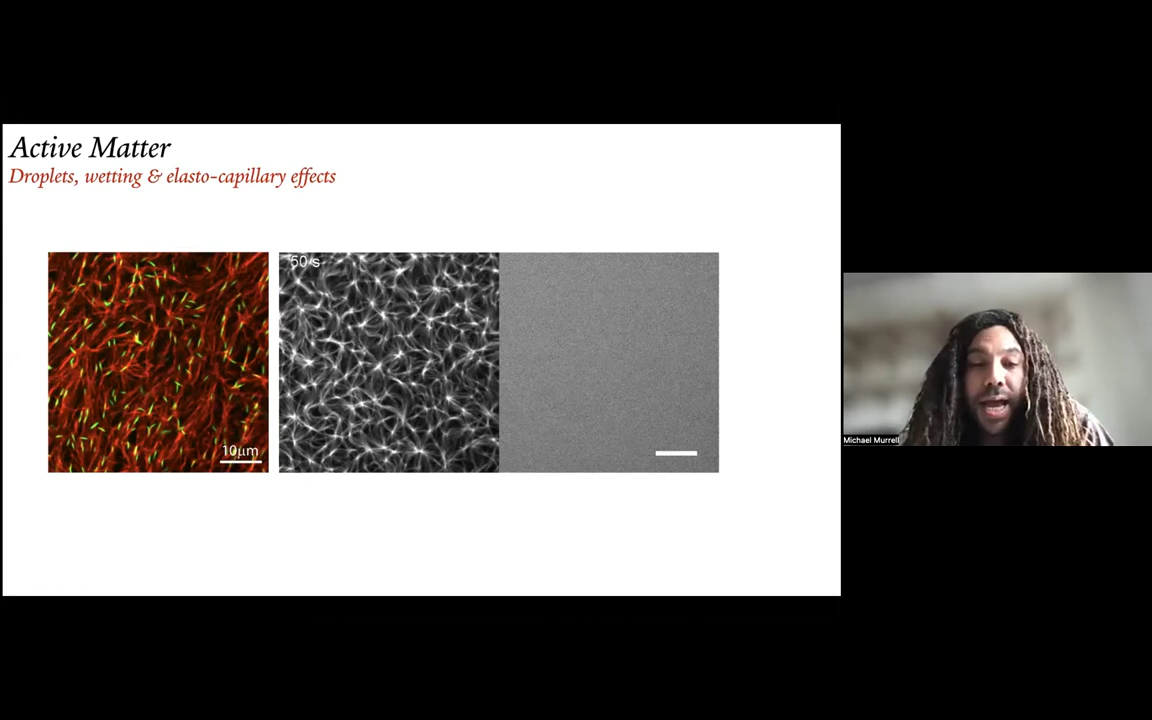 Active Matter
Droplets, wetting & elasto-capillary effects
50 s
10μm
Michael Murrell